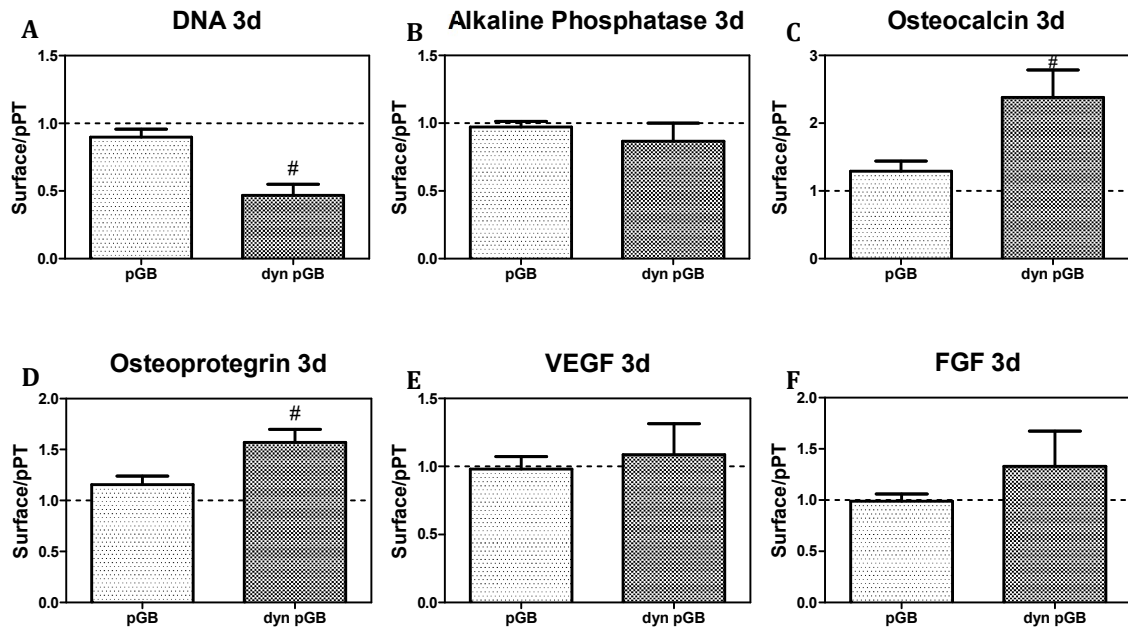 A
DNA 3d
Surface/pPT
1.5
1.0
0.5
0.0
#
pGB
dyn pGB
B
Alkaline Phosphatase 3d
Surface/pPT
1.5
1.0
0.5
0.0
pGB
dyn pGB
C
Osteocalcin 3d
Surface/pPT
3
2
1
0
#
pGB
dyn pGB
D
Osteoprotegrin 3d
Surface/pPT
2.0
1.5
1.0
0.5
0.0
#
pGB
dyn pGB
E
VEGF 3d
Surface/pPT
1.5
1.0
0.5
0.0
pGB
dyn pGB
F
FGF 3d
Surface/pPT
2.0
1.5
1.0
0.5
0.0
pGB
dyn pGB